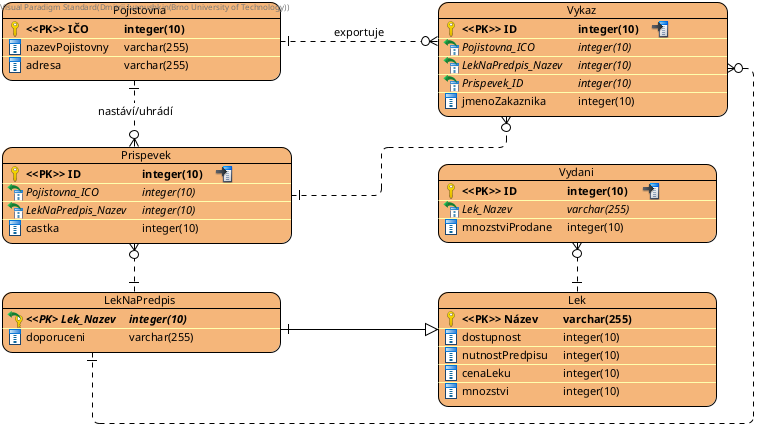 Visual Paradigm Standard(Dm
(Brno University of Technology))
Pojistovna
<<PK>> IČO integer(10)
nazevPojistovny varchar(255)
adresa varchar(255)
exportuje
Vykaz
<<PK>> ID integer(10)
Pojistovna_ICO integer(10)
LekNaPredpis_Nazev integer(10)
Prispevek_ID integer(10)
jmenoZakaznika integer(10)
nastáví/uhrádí
Prispevek
<<PK>> ID integer(10)
Pojistovna_ICO integer(10)
LekNaPredpis_Nazev integer(10)
castka integer(10)
Vydani
<<PK>> ID integer(10)
Lek_Nazev varchar(255)
mnozstviProdane integer(10)
LekNaPredpis
<<PK> Lek_Nazev integer(10)
doporuceni varchar(255)
Lek
<<PK>> Název varchar(255)
dostupnost integer(10)
nutnostPredpisu integer(10)
cenaLeku integer(10)
mnozstvi integer(10)